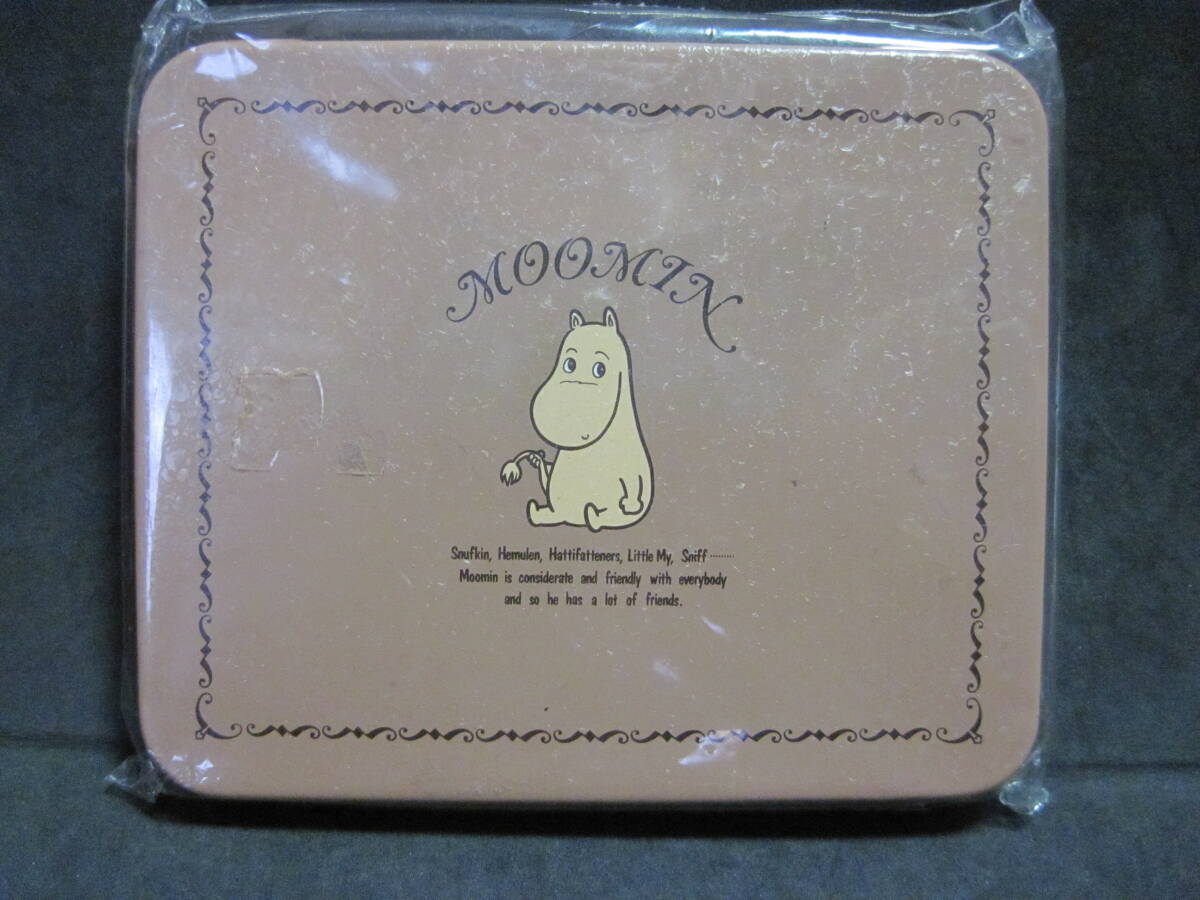 MOOMIN
Snufkin, Hemulen, Hattifatteners, Little My, Sniff ·········
Moomin is considerate and friendly with everybody
and so he has a lot of friends.